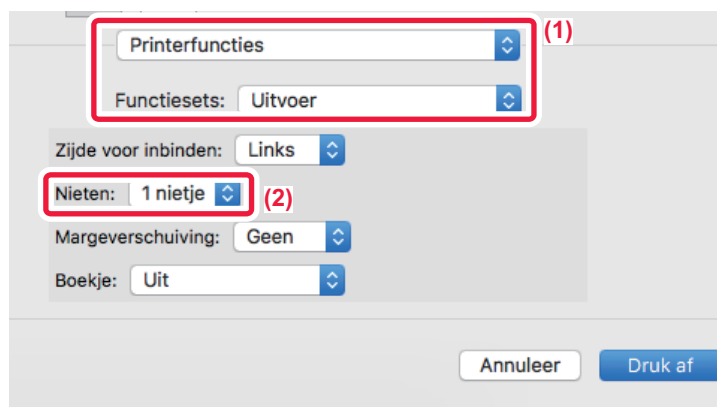 Printerfuncties (1)
Functiesets: Uitvoer
Zijde voor inbinden: Links
Nieten: 1 nietje (2)
Margeverschuiving: Geen
Boekje: Uit
Annuleer Druk af